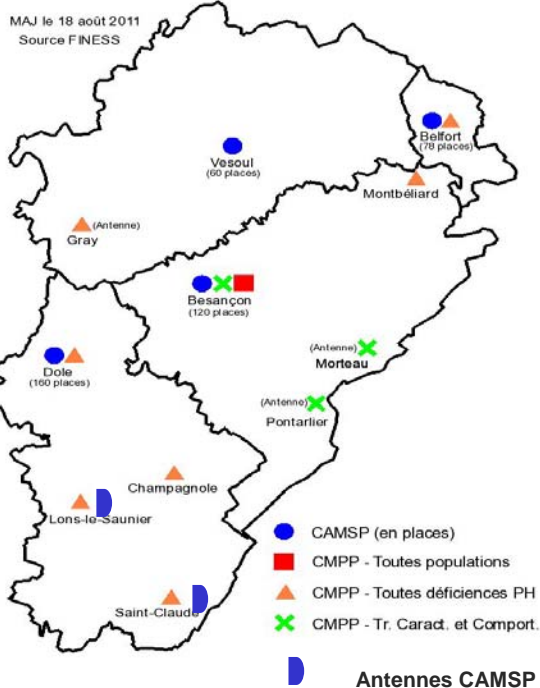 MAJ le 18 août 2011
Source FINESS
Belfort
(78 places)
Vesoul
(60 places)
Montbéliard
(Antenne)
Gray
Besançon
(120 places)
(Antenne)
Morteau
Dole
(160 places)
(Antenne)
Pontarlier
Champagnole
Lons-le-Saunier
Saint-Claude
CAMSP (en places)
CMPP - Toutes populations
CMPP - Toutes déficiences PH
CMPP - Tr. Caract. et Comport.
Antennes CAMSP